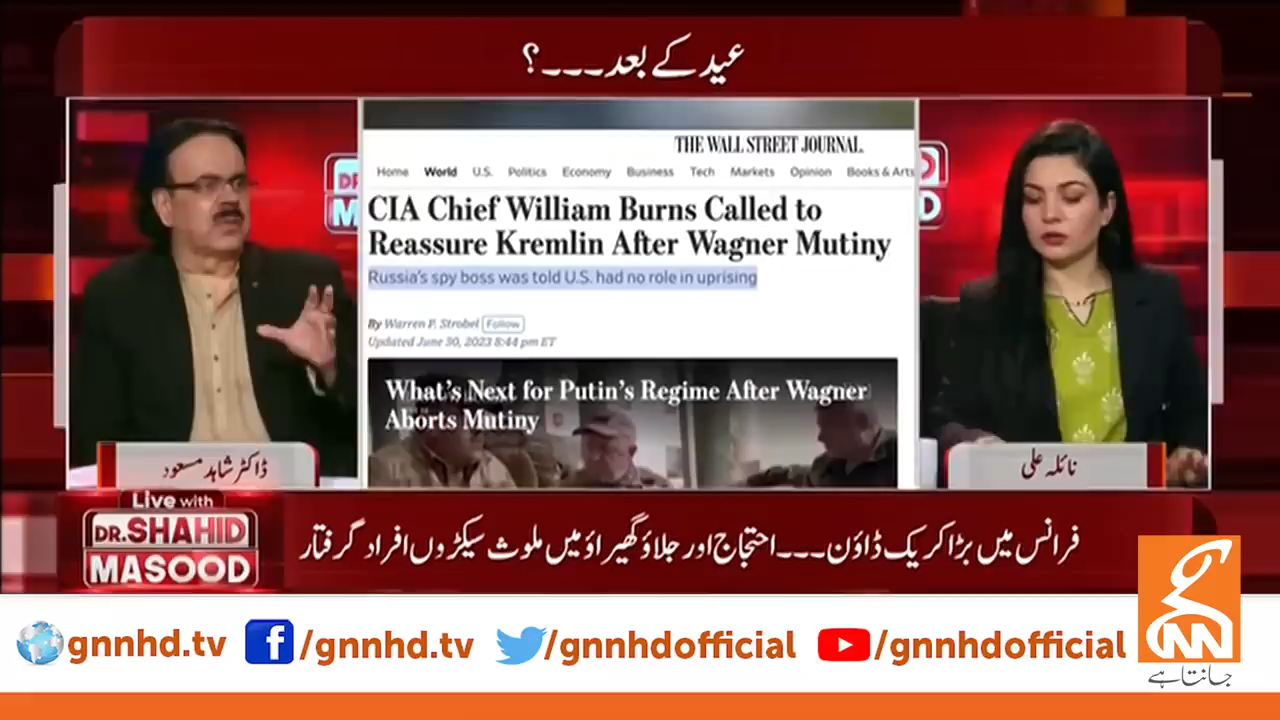 عید کے بعد۔۔۔؟
THE WALL STREET JOURNAL.
Home World U.S. Politics Economy Business Tech Markets Opinion Books & Arts
CIA Chief William Burns Called to
Reassure Kremlin After Wagner Mutiny
Russia's spy boss was told U.S. had no role in uprising
By Warren P. Strobel Follow
Updated June 30, 2023 8:44 pm ET
What's Next for Putin's Regime After Wagner
Aborts Mutiny
ڈاکٹر شاہد مسعود
نائلہ علی
Live with
DR. SHAHID
MASOOD
فرانس میں بڑا کریک ڈاؤن۔۔۔احتجاج اور جلاؤ گھیراؤ میں ملوث سیکڑوں افراد گرفتار
GNN
جانتا ہے
gnnhd.tv
/gnnhd.tv
/gnnhdofficial
/gnnhdofficial